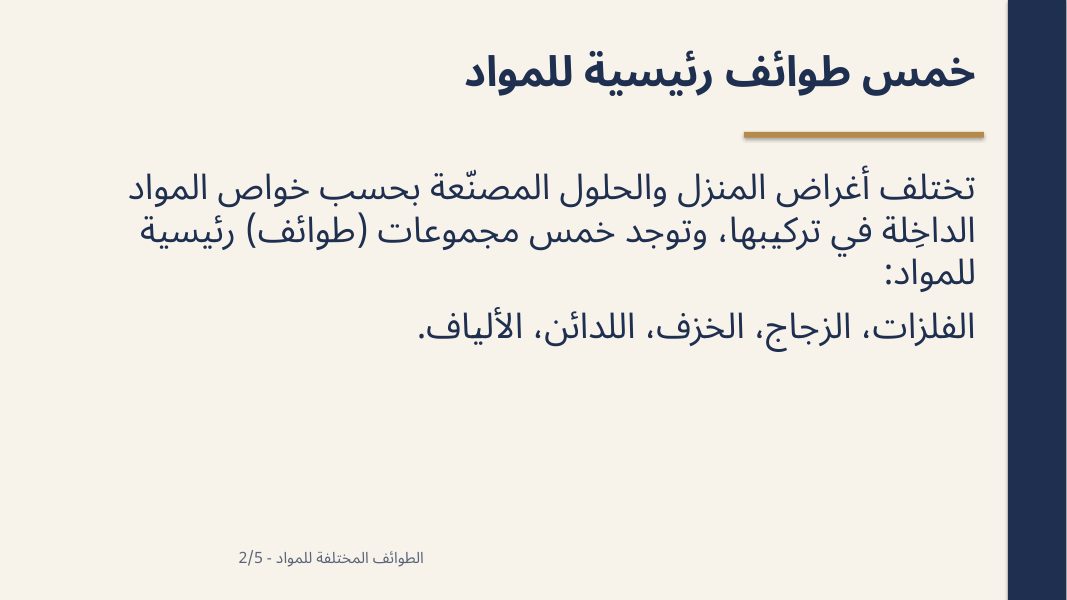 خمس طوائف رئيسية للمواد
تختلف أغراض المنزل والحلول المصنّعة بحسب خواص المواد
الداخِلة في تركيبها، وتوجد خمس مجموعات (طوائف) رئيسية
للمواد:
الفلزات، الزجاج، الخزف، اللدائن، الألياف.
الطوائف المختلفة للمواد - 2/5